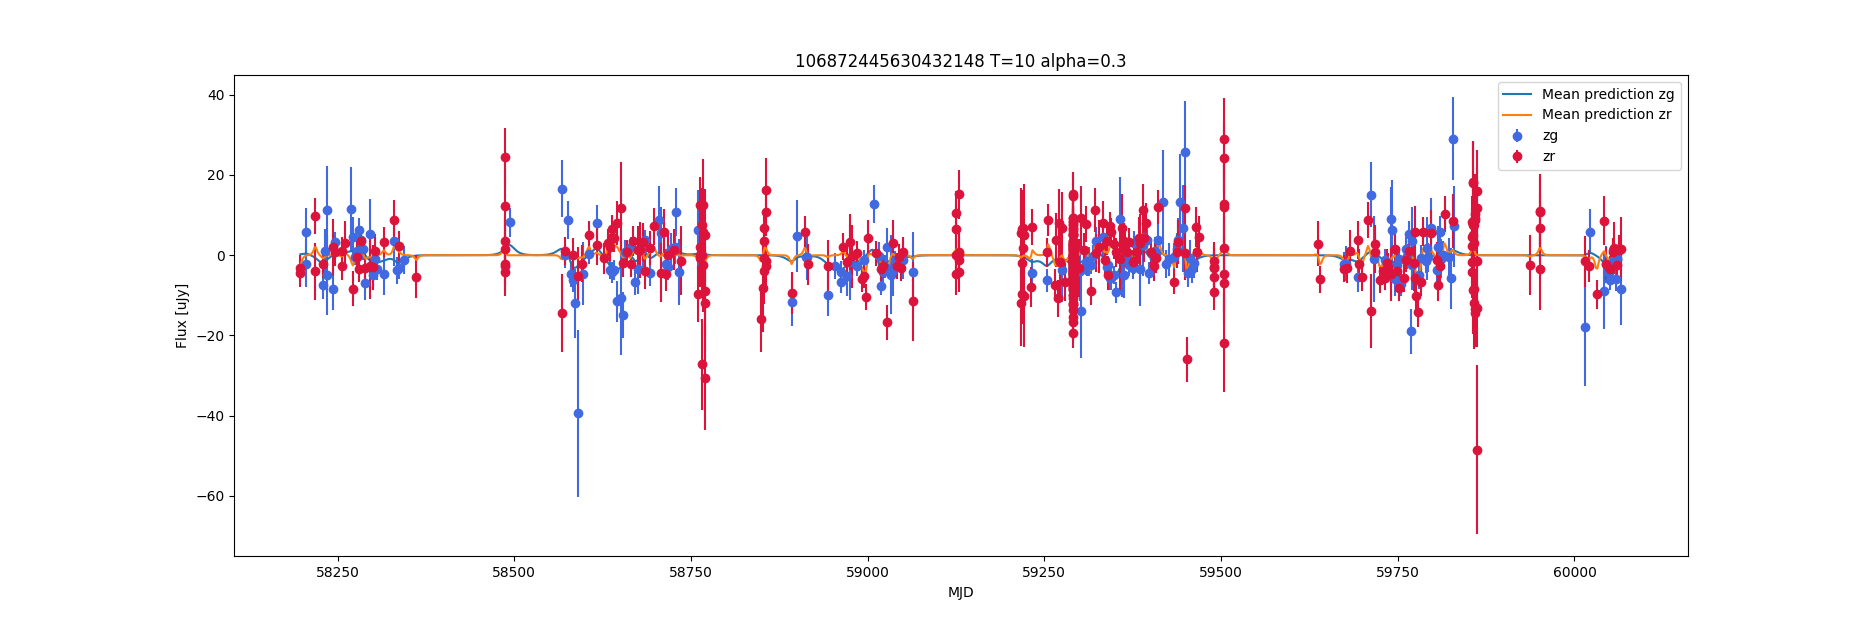 106872445630432148 T=10 alpha=0.3
Flux [uJy]
40
20
0
−20
−40
−60
Mean prediction zg
Mean prediction zr
zg
zr
58250 58500 58750 59000 59250 59500 59750 60000
MJD